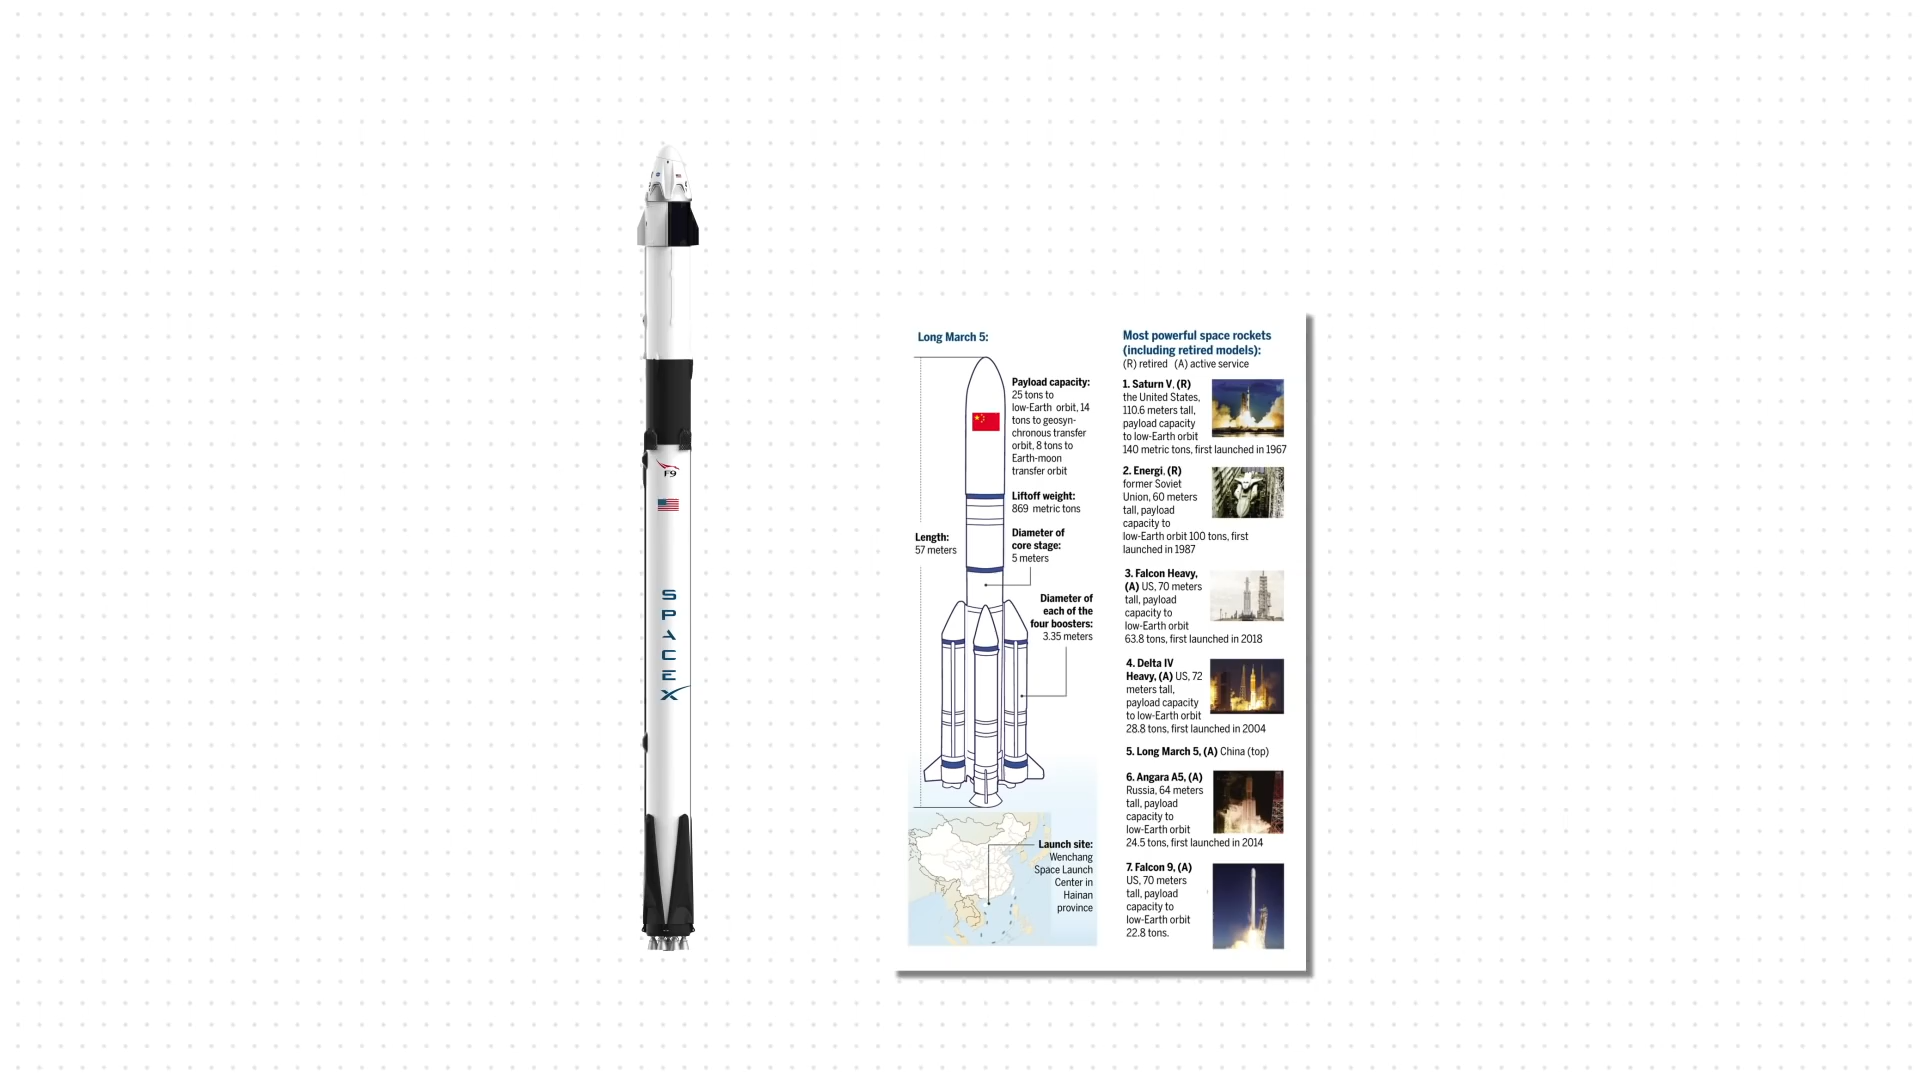 F9
SPACEX
Long March 5:
Payload capacity:
25 tons to
low-Earth orbit, 14
tons to geosyn-
chronous transfer
orbit, 8 tons to
Earth-moon
transfer orbit
Liftoff weight:
869 metric tons
Length:
57 meters
Diameter of
core stage:
5 meters
Diameter of
each of the
four boosters:
3.35 meters
Launch site:
Wenchang
Space Launch
Center in
Hainan
province
Most powerful space rockets
(including retired models):
(R) retired (A) active service
1. Saturn V, (R)
the United States,
110.6 meters tall,
payload capacity
to low-Earth orbit
140 metric tons, first launched in 1967
2. Energi, (R)
former Soviet
Union, 60 meters
tall, payload
capacity to
low-Earth orbit 100 tons, first
launched in 1987
3. Falcon Heavy,
(A) US, 70 meters
tall, payload
capacity to
low-Earth orbit
63.8 tons, first launched in 2018
4. Delta IV
Heavy, (A) US, 72
meters tall,
payload capacity
to low-Earth orbit
28.8 tons, first launched in 2004
5. Long March 5, (A) China (top)
6. Angara A5, (A)
Russia, 64 meters
tall, payload
capacity to
low-Earth orbit
24.5 tons, first launched in 2014
7. Falcon 9, (A)
US, 70 meters
tall, payload
capacity to
low-Earth orbit
22.8 tons.